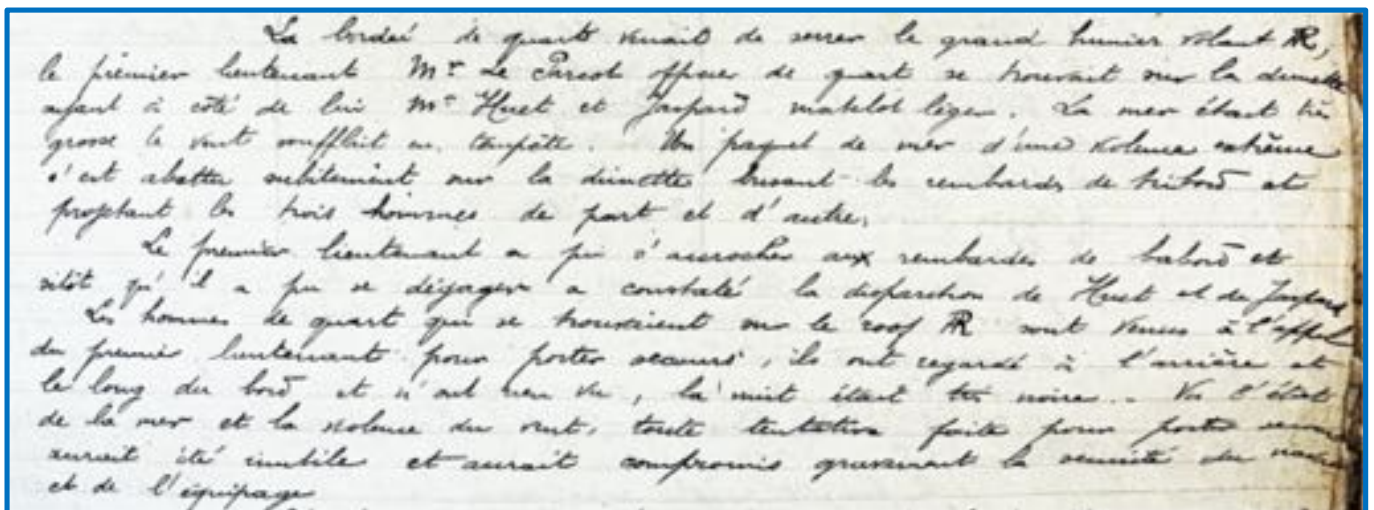 La bordée de quart venait de serrer le grand hunier volant AR,
le premier lieutenant Mr Le Parcot officier de quart se trouvait sur la dunette
ayant à côté de lui Mr Huet et Jaspard matelot léger. La mer était très
grosse le vent soufflait en tempête. Un paquet de mer d'une violence extrême
s'est abattu subitement sur la dunette brisant les rembardes de tribord et
projetant les trois hommes de part et d'autre.
Le premier lieutenant a pu s'accrocher aux rembardes de babord et
sitôt qu'il a pu se dégager a constaté la disparition de Huet et de Jaspard
Les hommes de quart qui se trouvaient sur le roof AR sont venus à l'appel
du premier lieutenant pour porter secours, ils ont regardé à l'arrière et
le long du bord et n'ont rien vu, la nuit était très noire. - Vu l'état
de la mer et la violence du vent, toute tentative faite pour porter secours
aurait été inutile et aurait compromis gravement la sécurité du navire
et de l'équipage